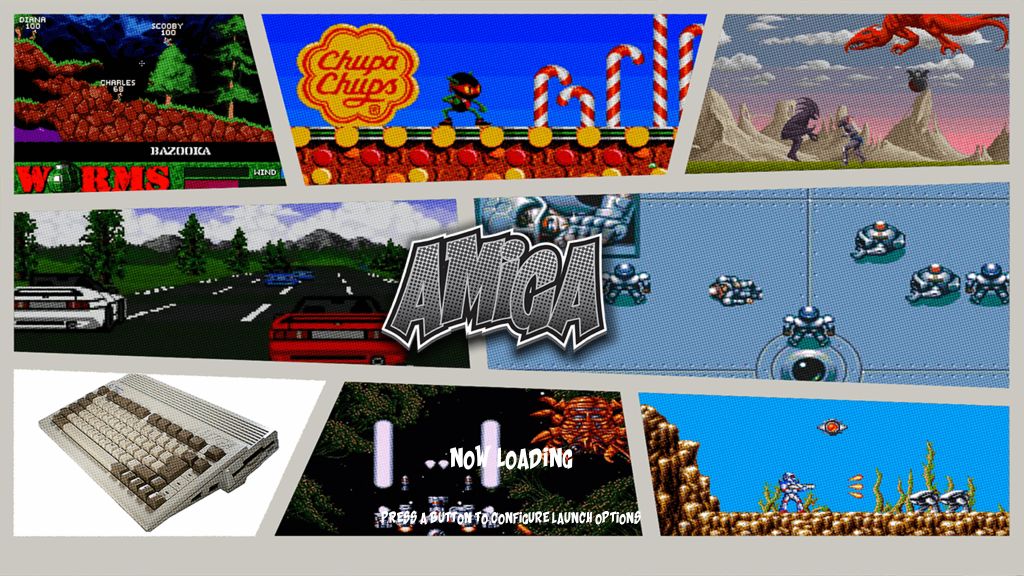 DIANA
100
SCOOBY
100
CHARLES
68
BAZOOKA
WORMS
WIND
Chupa
Chups
®
AMIGA
NOW LOADING
PRESS A BUTTON TO CONFIGURE LAUNCH OPTIONS